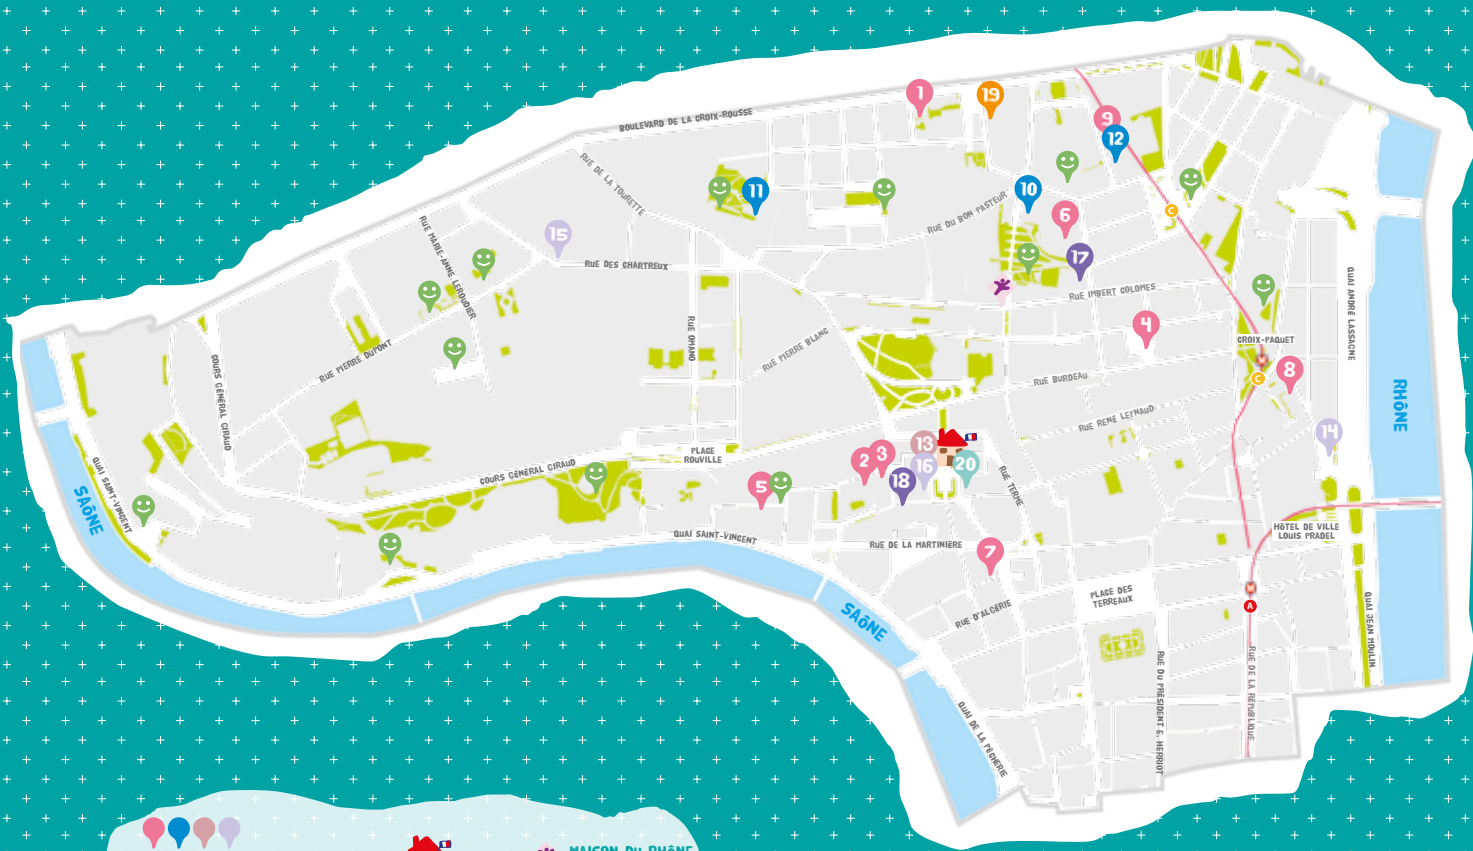 1
19
9
12
BOULEVARD DE LA CROIX-ROUSSE
RUE DE LA TOURETTE
11
10
6
C
RUE DU BON PASTEUR
15
RUE MARIE-ANNE LEROUDIER
RUE DES CHARTREUX
17
RUE IMBERT COLOMES
QUAI ANDRÉ LASSAGNE
4
RUE OMANO
RUE PIERRE BLANC
CROIX-PAQUET
M
C
8
RUE PIERRE DUPONT
COURS GÉNÉRAL GIRAUD
RUE BURDEAU
RHÔNE
RUE RENÉ LEYNAUD
14
13
2
3
16
20
18
PLACE
ROUVILLE
COURS GÉNÉRAL GIRAUD
5
RUE TERME
QUAI SAINT-VINCENT
SAÔNE
QUAI SAINT-VINCENT
RUE DE LA MARTINIÈRE
7
HÔTEL DE VILLE
LOUIS PRADEL
M
A
PLACE DES
TERREAUX
RUE D'ALGÉRIE
SAÔNE
QUAI JEAN MOULIN
RUE DE LA RÉPUBLIQUE
RUE DU PRÉSIDENT E. HERRIOT
QUAI DE LA PÊCHERIE
MAISON DU RHÔNE